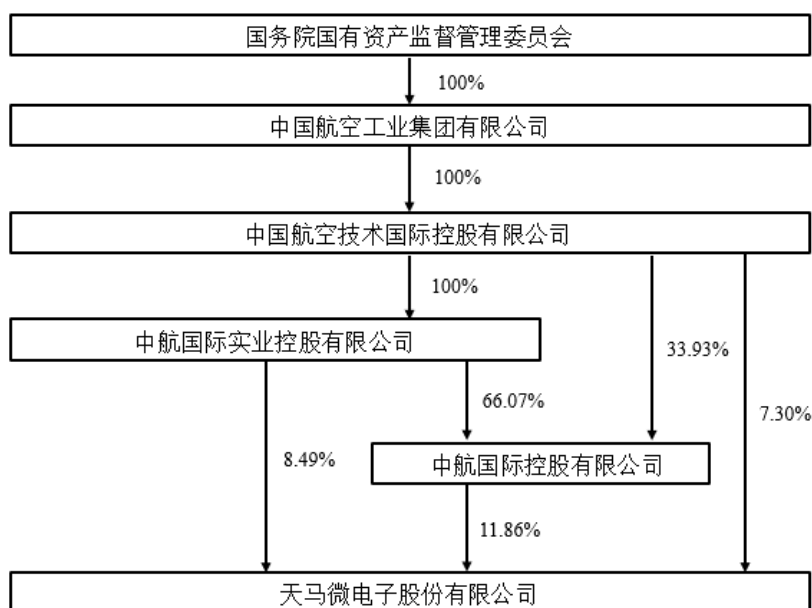 国务院国有资产监督管理委员会
100%
中国航空工业集团有限公司
100%
中国航空技术国际控股有限公司
100%
中航国际实业控股有限公司
33.93%
66.07%
7.30%
8.49%
中航国际控股有限公司
11.86%
天马微电子股份有限公司